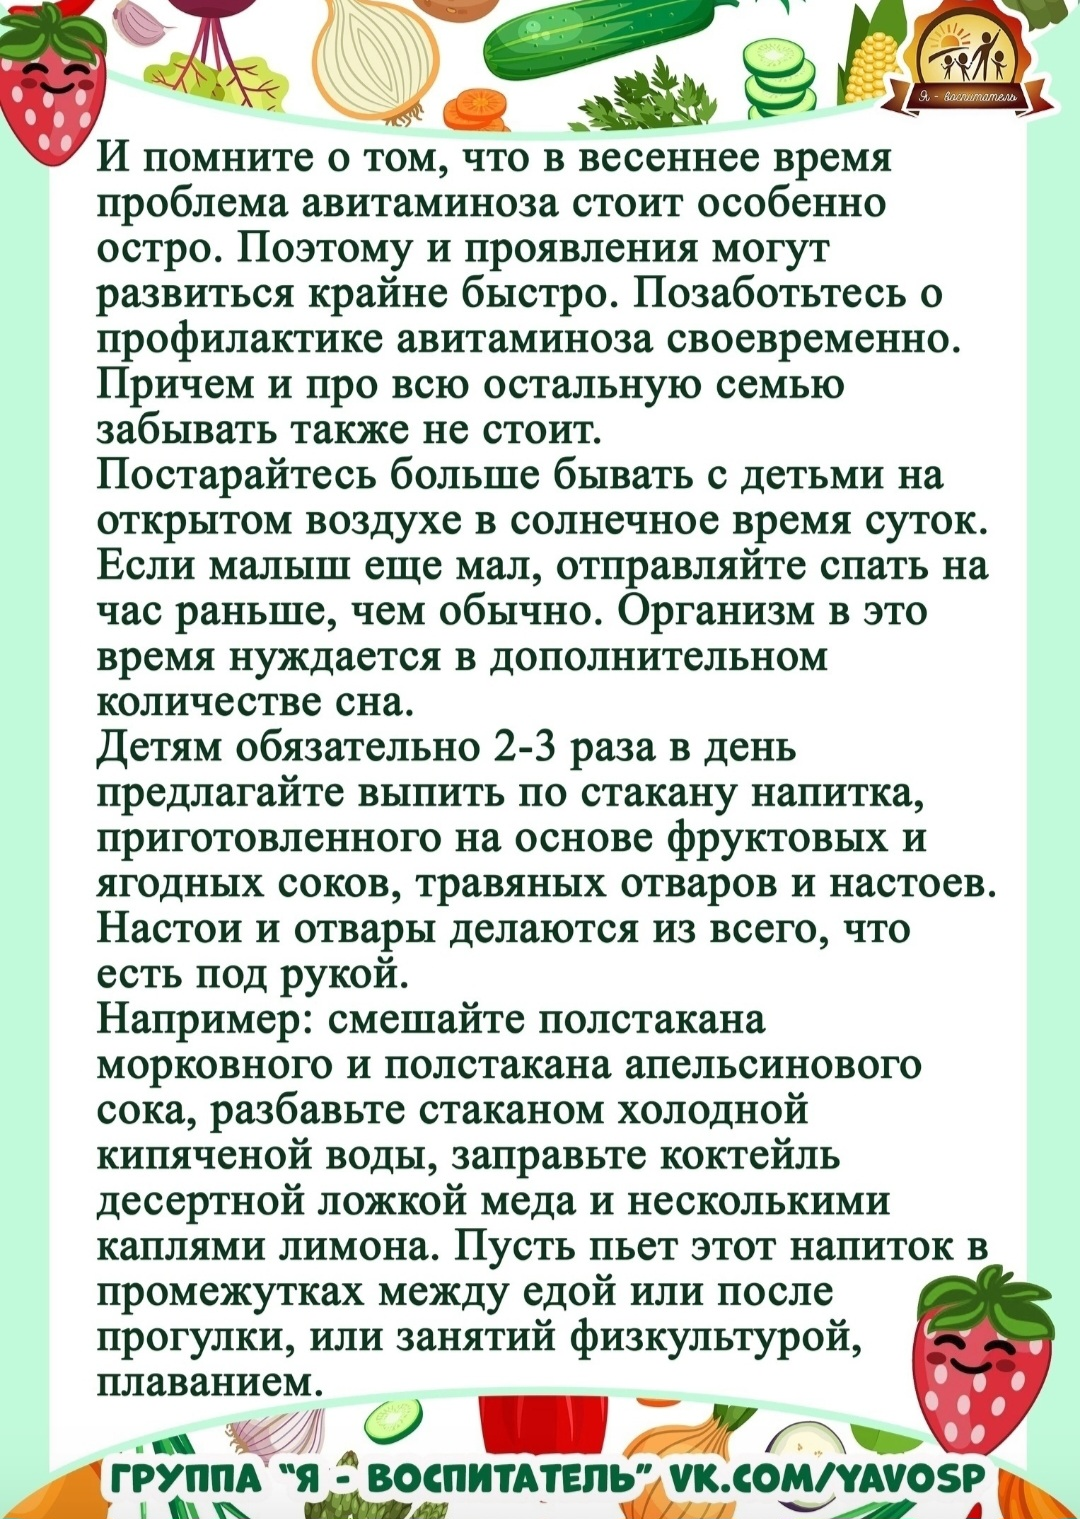 Я - воспитатель
И помните о том, что в весеннее время
проблема авитаминоза стоит особенно
остро. Поэтому и проявления могут
развиться крайне быстро. Позаботьтесь о
профилактике авитаминоза своевременно.
Причем и про всю остальную семью
забывать также не стоит.
Постарайтесь больше бывать с детьми на
открытом воздухе в солнечное время суток.
Если малыш еще мал, отправляйте спать на
час раньше, чем обычно. Организм в это
время нуждается в дополнительном
количестве сна.
Детям обязательно 2-3 раза в день
предлагайте выпить по стакану напитка,
приготовленного на основе фруктовых и
ягодных соков, травяных отваров и настоев.
Настои и отвары делаются из всего, что
есть под рукой.
Например: смешайте полстакана
морковного и полстакана апельсинового
сока, разбавьте стаканом холодной
кипяченой воды, заправьте коктейль
десертной ложкой меда и несколькими
каплями лимона. Пусть пьет этот напиток в
промежутках между едой или после
прогулки, или занятий физкультурой,
плаванием.
ГРУППА "Я - ВОСПИТАТЕЛЬ" VK.COM/YAVOSP